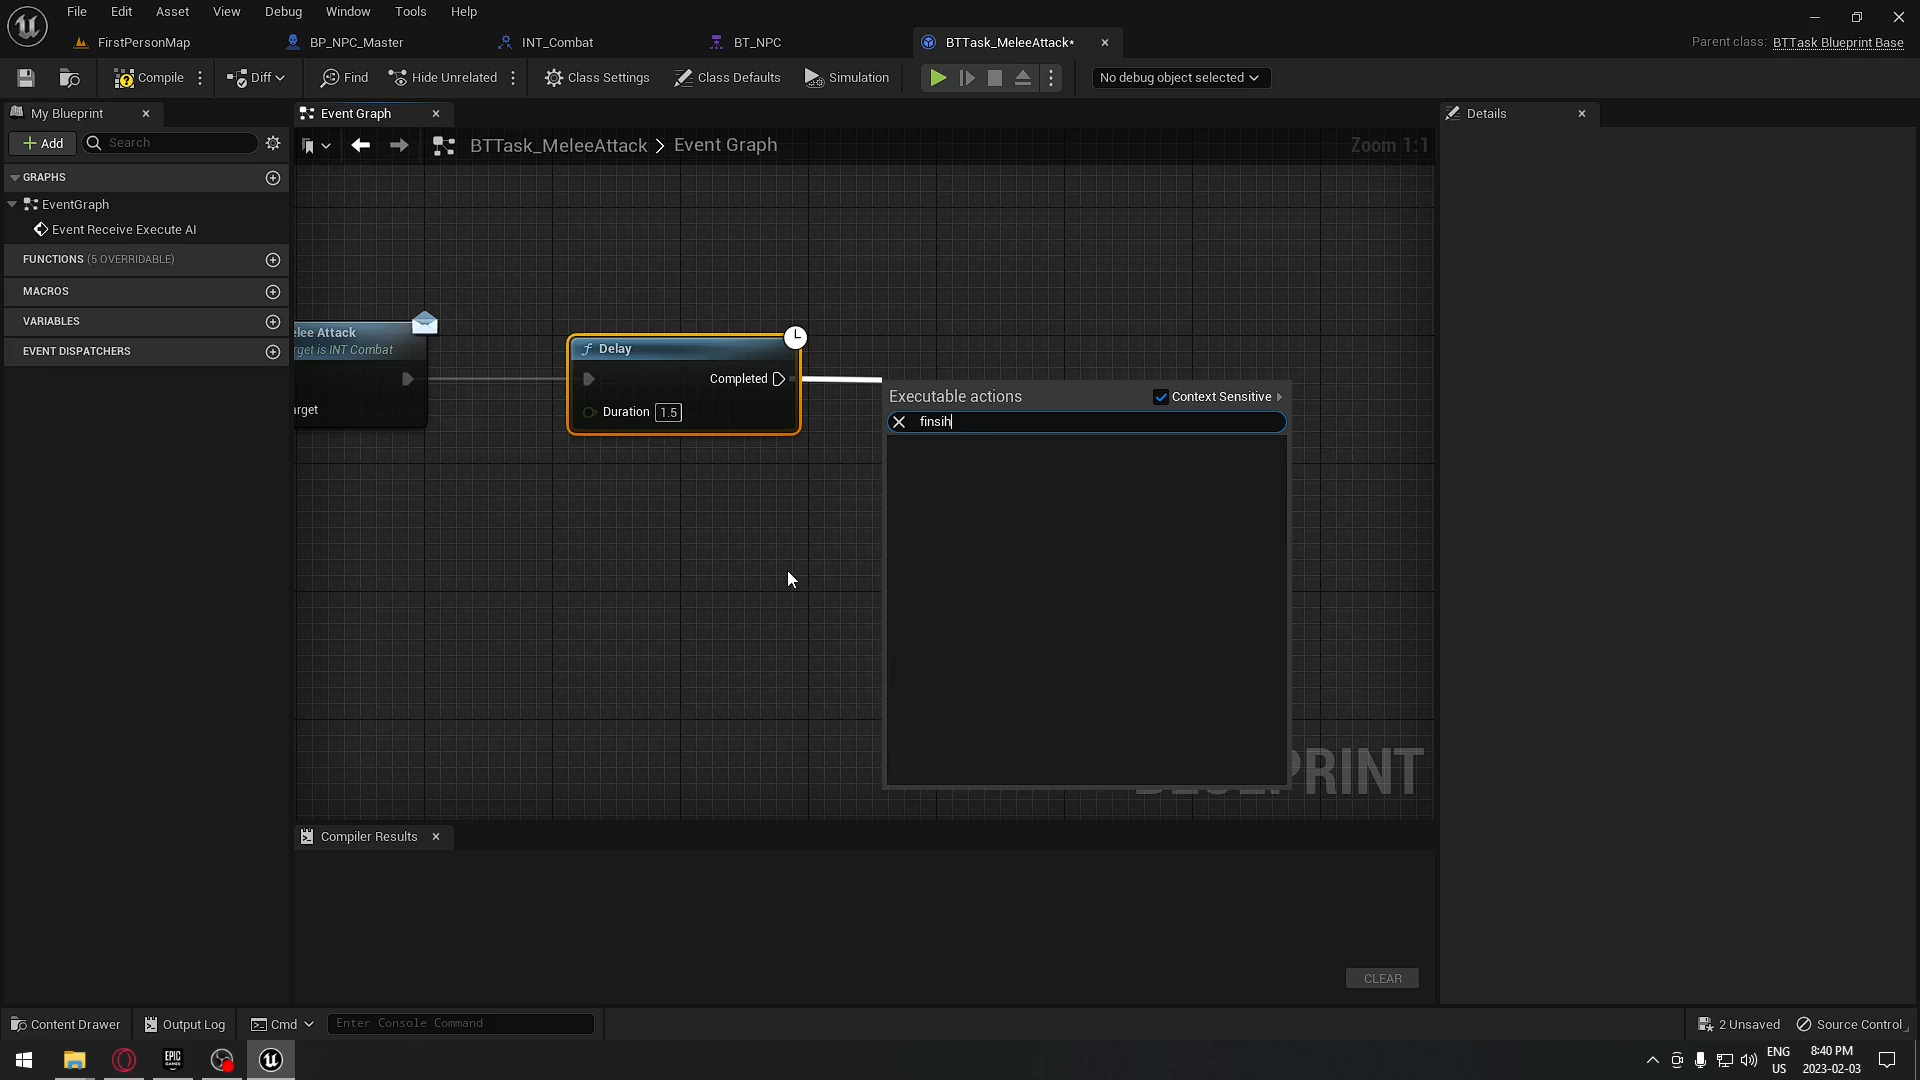 File Edit Asset View Debug Window Tools Help
FirstPersonMap BP_NPC_Master INT_Combat BT_NPC BTTask_MeleeAttack*
Parent class: BTTask Blueprint Base
Compile Diff Find Hide Unrelated Class Settings Class Defaults Simulation No debug object selected
My Blueprint
Event Graph
Details
Add Search
BTTask_MeleeAttack > Event Graph
Zoom 1:1
GRAPHS
EventGraph
Event Receive Execute AI
FUNCTIONS (5 OVERRIDABLE)
MACROS
VARIABLES
EVENT DISPATCHERS
elee Attack
rget is INT Combat
arget
f Delay
Completed
Duration 1.5
Executable actions
Context Sensitive
finsih
PRINT
Compiler Results
CLEAR
Content Drawer Output Log Cmd Enter Console Command
2 Unsaved Source Control
EPIC GAMES
ENG
US
8:40 PM
2023-02-03